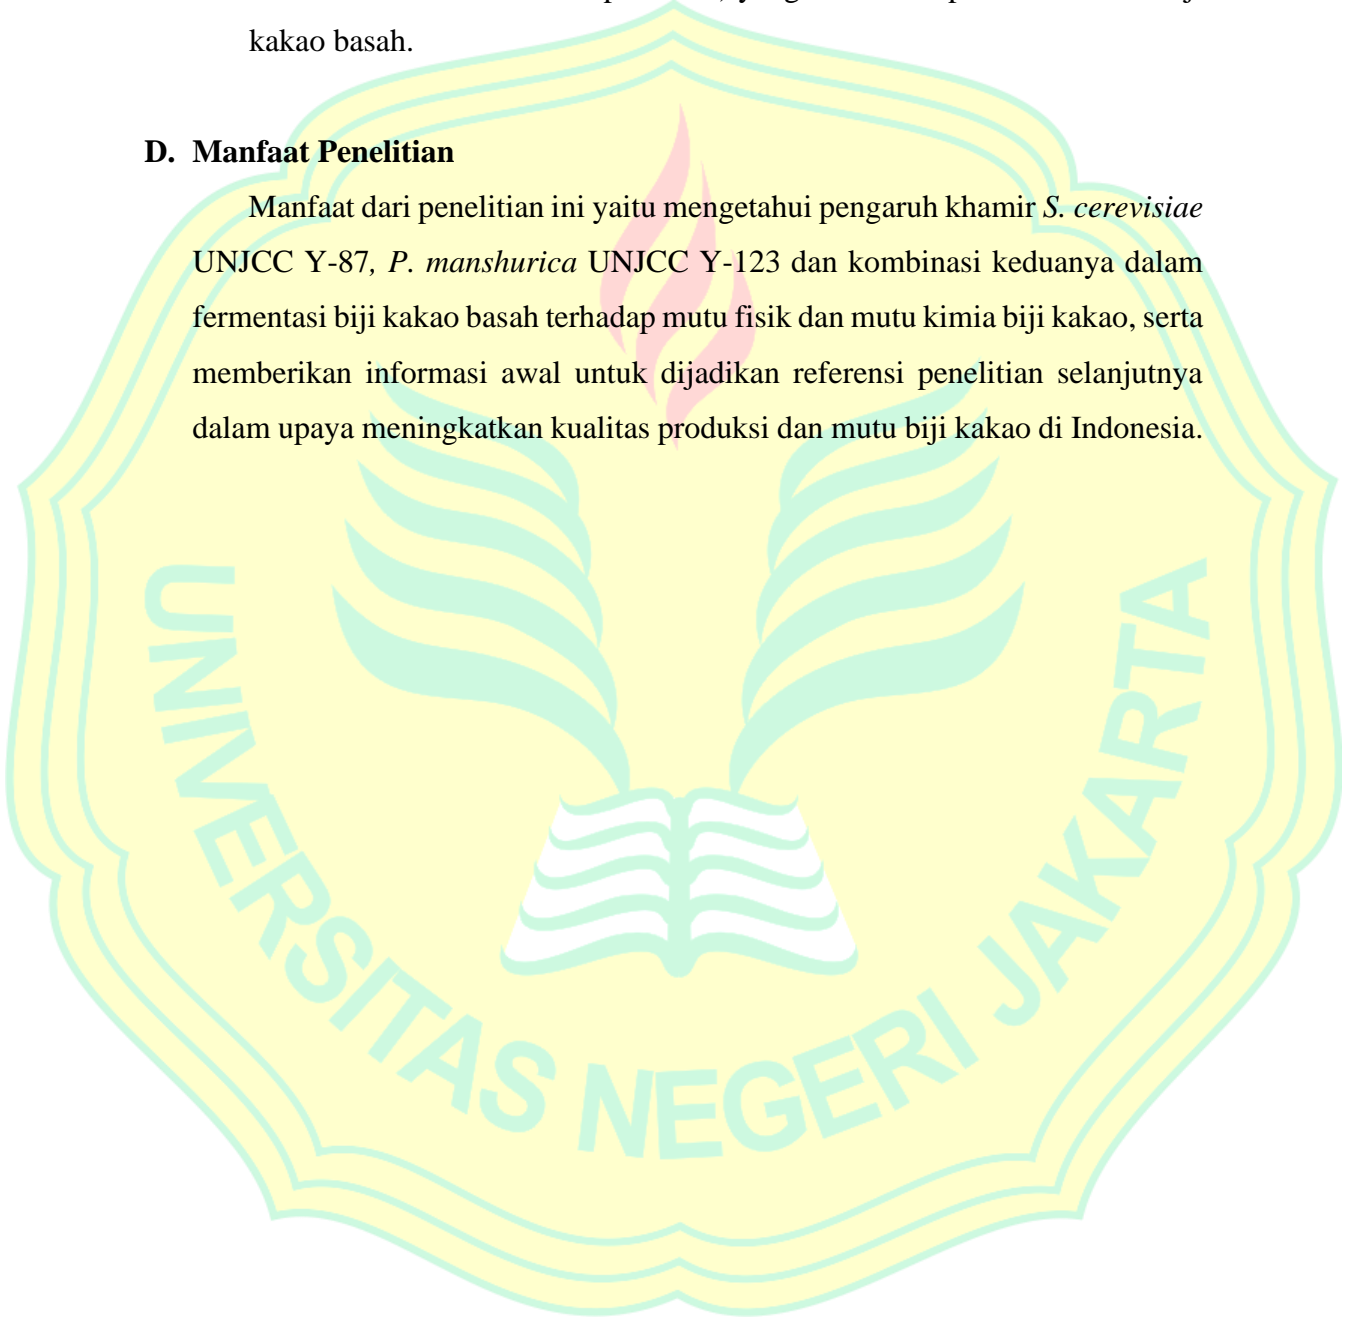 kakao basah.
D. Manfaat Penelitian
Manfaat dari penelitian ini yaitu mengetahui pengaruh khamir S. cerevisiae
UNJCC Y-87, P. manshurica UNJCC Y-123 dan kombinasi keduanya dalam
fermentasi biji kakao basah terhadap mutu fisik dan mutu kimia biji kakao, serta
memberikan informasi awal untuk dijadikan referensi penelitian selanjutnya
dalam upaya meningkatkan kualitas produksi dan mutu biji kakao di Indonesia.
UNIVERSITAS NEGERI JAKARTA